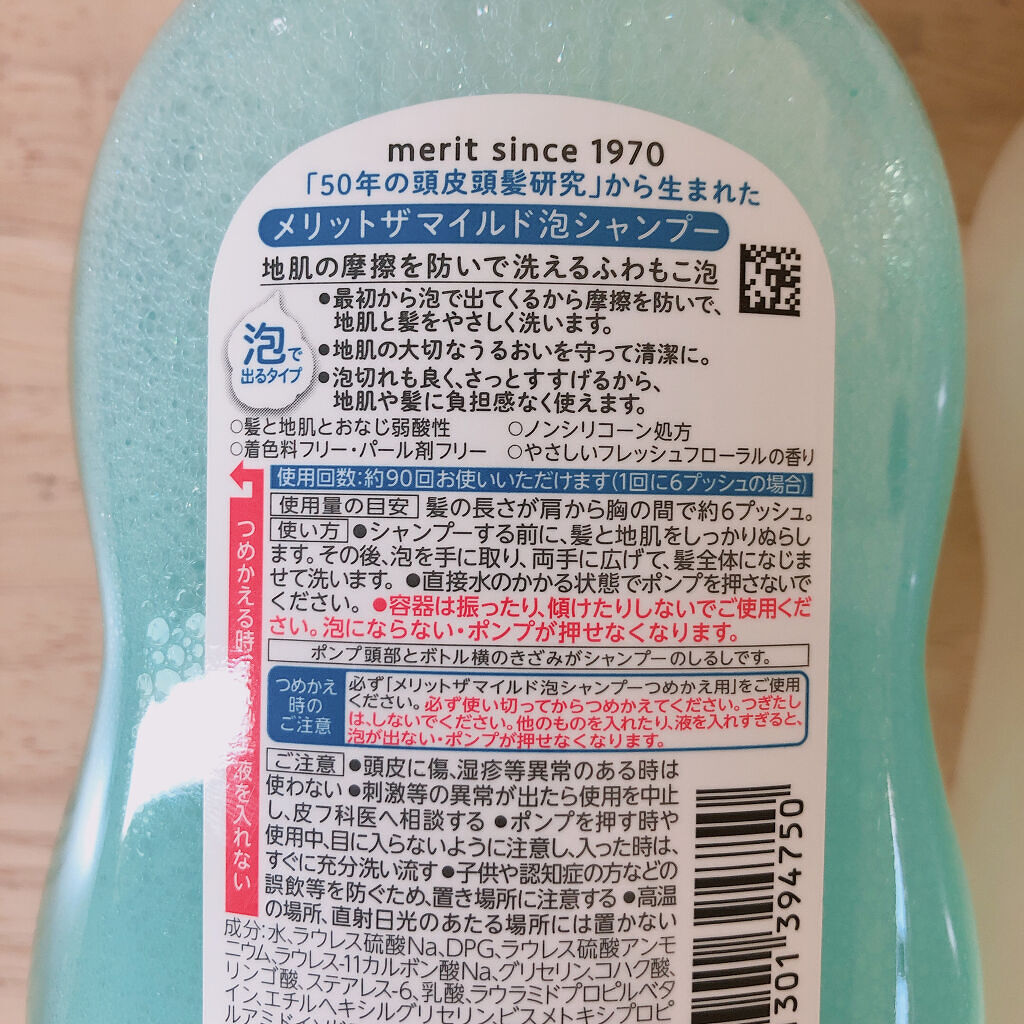 merit since 1970
「50年の頭皮頭髪研究」から生まれた
メリットザ マイルド泡シャンプー
地肌の摩擦を防いで洗えるふわもこ泡
泡で
出るタイプ
●最初から泡で出てくるから摩擦を防いで、
地肌と髪をやさしく洗います。
●地肌の大切なうるおいを守って清潔に。
●泡切れも良く、さっとすすげるから、
地肌や髪に負担感なく使えます。
○髪と地肌とおなじ弱酸性 ○ノンシリコーン処方
○着色料フリー・パール剤フリー ○やさしいフレッシュフローラルの香り
使用回数:約90回お使いいただけます(1回に6プッシュの場合)
使用量の目安 髪の長さが肩から胸の間で約6プッシュ。
使い方 ●シャンプーする前に、髪と地肌をしっかりぬらし
ます。その後、泡を手に取り、両手に広げて、髪全体になじま
せて洗います。 ●直接水のかかる状態でポンプを押さないで
ください。 ●容器は振ったり、傾けたりしないでご使用くだ
さい。泡にならない・ポンプが押せなくなります。
ポンプ頭部とボトル横のきざみがシャンプーのしるしです。
つめかえ
時の
ご注意
必ず「メリットザ マイルド泡シャンプーつめかえ用」をご使用
ください。必ず使い切ってからつめかえてください。つぎたし
は、しないでください。他のものを入れたり、液を入れすぎると、
泡が出ない・ポンプが押せなくなります。
つめかえる時
液を入れない
ご注意 ●頭皮に傷、湿疹等異常のある時は
使わない ●刺激等の異常が出たら使用を中止
し、皮フ科医へ相談する ●ポンプを押す時や
使用中、目に入らないように注意し、入った時は、
すぐに充分洗い流す ●子供や認知症の方などの
誤飲等を防ぐため、置き場所に注意する ●高温
の場所、直射日光のあたる場所には置かない
成分:水、ラウレス硫酸Na、DPG、ラウレス硫酸アンモ
ニウム、ラウレス-11カルボン酸Na、グリセリン、コハク酸、
リンゴ酸、ステアレス-6、乳酸、ラウラミドプロピルベタ
イン、エチルヘキシルグリセリン、ビスメトキシプロピ
ルアミドイソ
301 394750